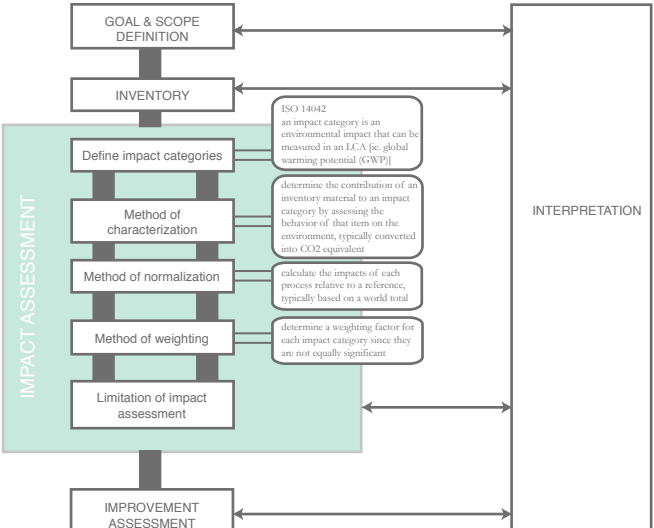 GOAL & SCOPE
DEFINITION
INVENTORY
ISO 14042
an impact category is an
environmental impact that can be
measured in an LCA [ie. global
warming potential (GWP)]
IMPACT ASSESSMENT
Define impact categories
Method of
characterization
determine the contribution of an
inventory material to an impact
category by assessing the
behavior of that item on the
environment, typically converted
into CO2 equivalent
INTERPRETATION
Method of normalization
calculate the impacts of each
process relative to a reference,
typically based on a world total
Method of weighting
determine a weighting factor for
each impact category since they
are not equally significant
Limitation of impact
assessment
IMPROVEMENT
ASSESSMENT